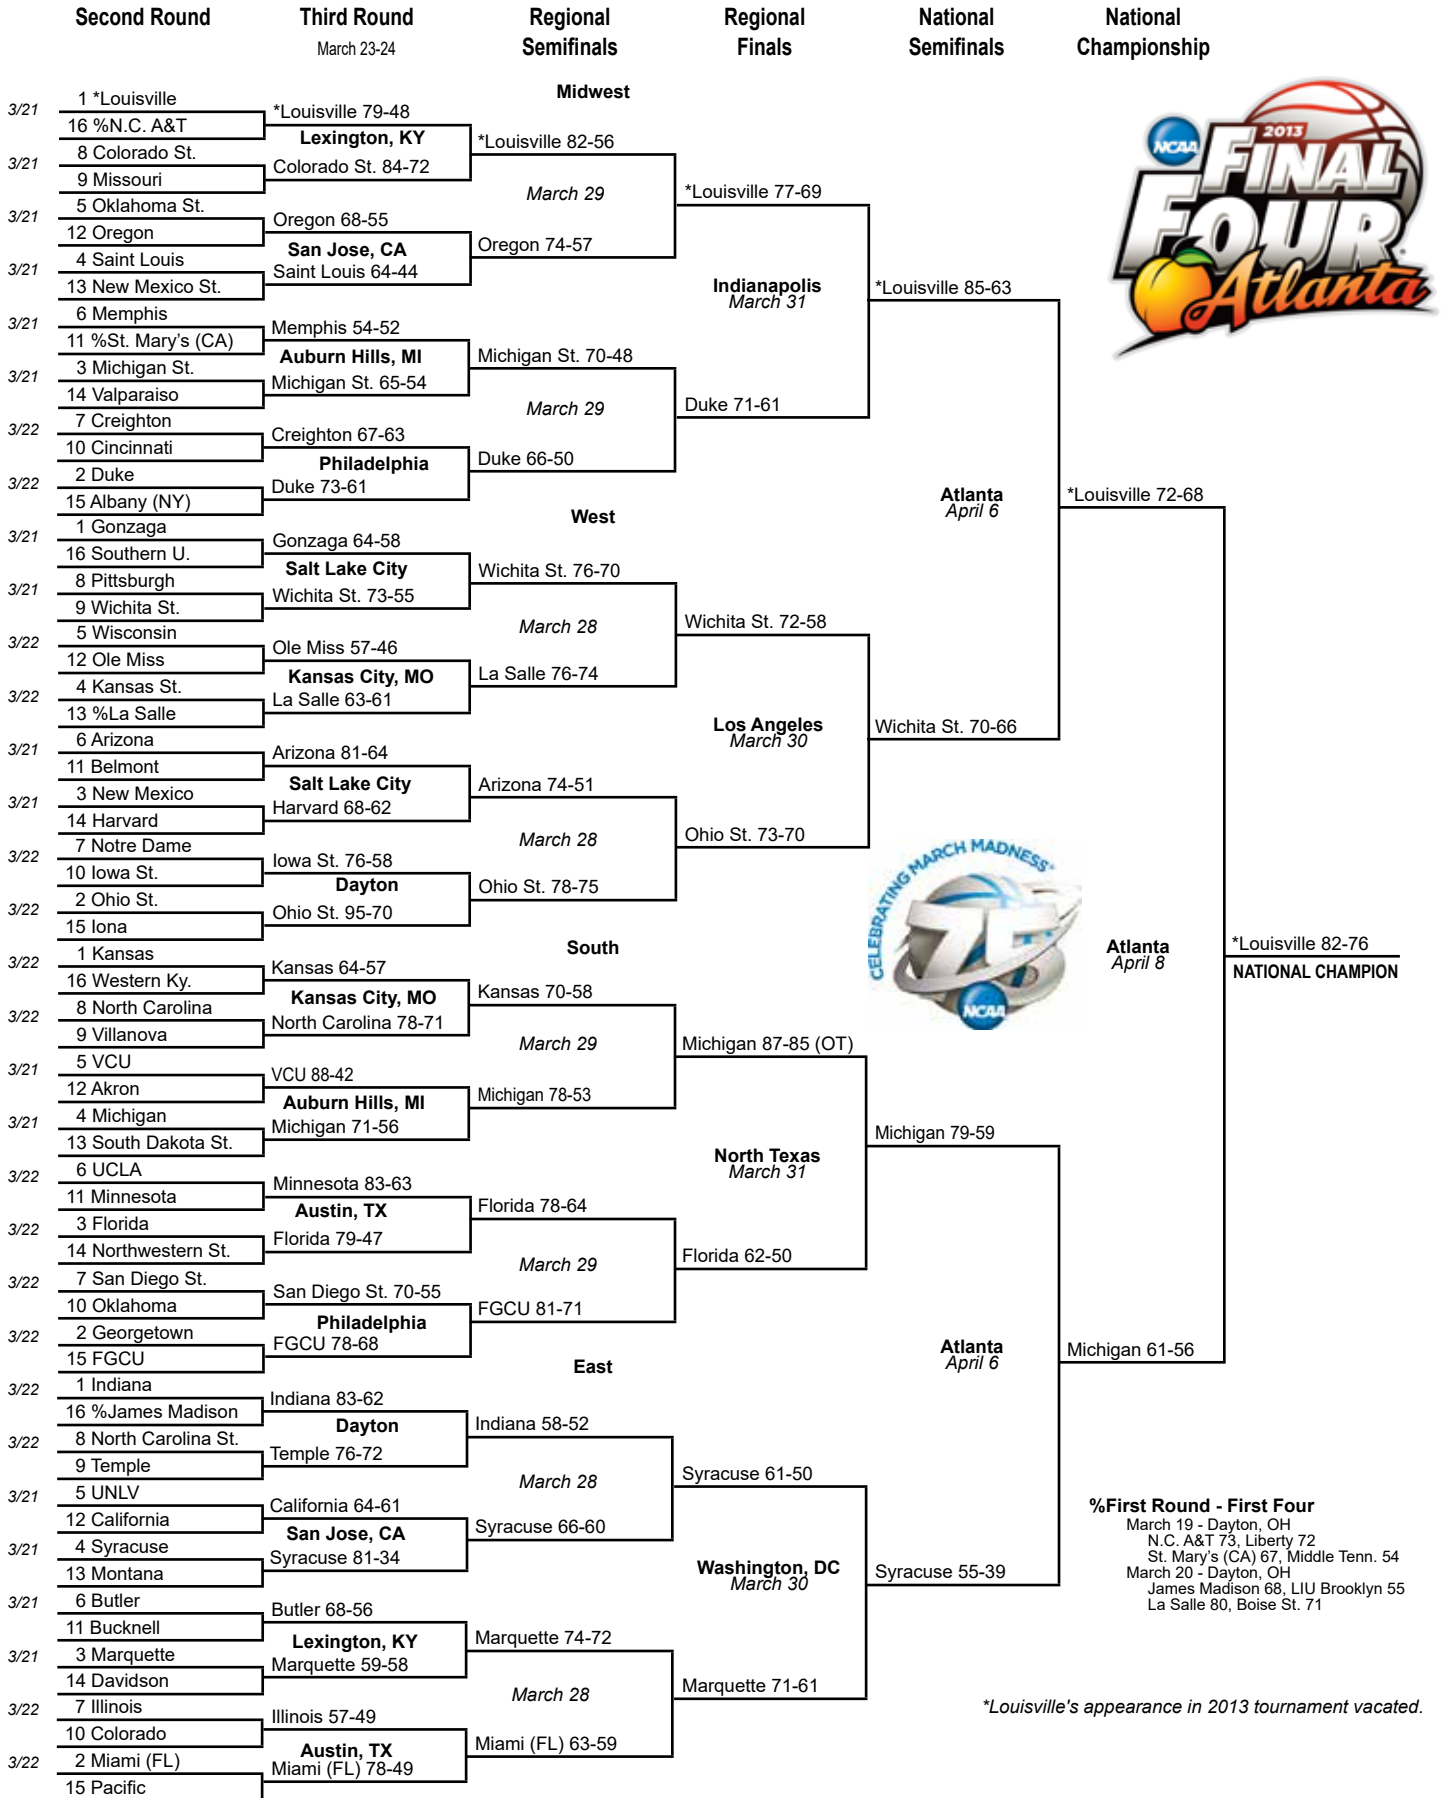 Second Round
Third Round
March 23-24
Regional
Semifinals
Regional
Finals
National
Semifinals
National
Championship
Midwest
3/21
1 *Louisville
16 %N.C. A&T
3/21
8 Colorado St.
9 Missouri
3/21
5 Oklahoma St.
12 Oregon
3/21
4 Saint Louis
13 New Mexico St.
3/21
6 Memphis
11 %St. Mary's (CA)
3/21
3 Michigan St.
14 Valparaiso
3/22
7 Creighton
10 Cincinnati
3/22
2 Duke
15 Albany (NY)
*Louisville 79-48
Lexington, KY
Colorado St. 84-72
Oregon 68-55
San Jose, CA
Saint Louis 64-44
Memphis 54-52
Auburn Hills, MI
Michigan St. 65-54
Creighton 67-63
Philadelphia
Duke 73-61
*Louisville 82-56
March 29
Oregon 74-57
Michigan St. 70-48
March 29
Duke 66-50
*Louisville 77-69
Indianapolis
March 31
Duke 71-61
*Louisville 85-63
West
3/21
1 Gonzaga
16 Southern U.
3/21
8 Pittsburgh
9 Wichita St.
3/22
5 Wisconsin
12 Ole Miss
3/22
4 Kansas St.
13 %La Salle
3/21
6 Arizona
11 Belmont
3/21
3 New Mexico
14 Harvard
3/22
7 Notre Dame
10 Iowa St.
3/22
2 Ohio St.
15 Iona
Gonzaga 64-58
Salt Lake City
Wichita St. 73-55
Ole Miss 57-46
Kansas City, MO
La Salle 63-61
Arizona 81-64
Salt Lake City
Harvard 68-62
Iowa St. 76-58
Dayton
Ohio St. 95-70
Wichita St. 76-70
March 28
La Salle 76-74
Arizona 74-51
March 28
Ohio St. 78-75
Wichita St. 72-58
Los Angeles
March 30
Ohio St. 73-70
Wichita St. 70-66
Atlanta
April 6
*Louisville 72-68
South
3/22
1 Kansas
16 Western Ky.
3/22
8 North Carolina
9 Villanova
3/21
5 VCU
12 Akron
3/21
4 Michigan
13 South Dakota St.
3/22
6 UCLA
11 Minnesota
3/22
3 Florida
14 Northwestern St.
3/22
7 San Diego St.
10 Oklahoma
3/22
2 Georgetown
15 FGCU
Kansas 64-57
Kansas City, MO
North Carolina 78-71
VCU 88-42
Auburn Hills, MI
Michigan 71-56
Minnesota 83-63
Austin, TX
Florida 79-47
San Diego St. 70-55
Philadelphia
FGCU 78-68
Kansas 70-58
March 29
Michigan 78-53
Florida 78-64
March 29
FGCU 81-71
Michigan 87-85 (OT)
North Texas
March 31
Florida 62-50
Michigan 79-59
East
3/22
1 Indiana
16 %James Madison
3/22
8 North Carolina St.
9 Temple
3/21
5 UNLV
12 California
3/21
4 Syracuse
13 Montana
3/21
6 Butler
11 Bucknell
3/21
3 Marquette
14 Davidson
3/22
7 Illinois
10 Colorado
3/22
2 Miami (FL)
15 Pacific
Indiana 83-62
Dayton
Temple 76-72
California 64-61
San Jose, CA
Syracuse 81-34
Butler 68-56
Lexington, KY
Marquette 59-58
Illinois 57-49
Austin, TX
Miami (FL) 78-49
Indiana 58-52
March 28
Syracuse 66-60
Marquette 74-72
March 28
Miami (FL) 63-59
Syracuse 61-50
Washington, DC
March 30
Marquette 71-61
Syracuse 55-39
Atlanta
April 6
Michigan 61-56
Atlanta
April 8
*Louisville 82-76
NATIONAL CHAMPION
2013
NCAA
FINAL
FOUR
Atlanta
CELEBRATING MARCH MADNESS
75
NCAA
%First Round - First Four
March 19 - Dayton, OH
N.C. A&T 73, Liberty 72
St. Mary's (CA) 67, Middle Tenn. 54
March 20 - Dayton, OH
James Madison 68, LIU Brooklyn 55
La Salle 80, Boise St. 71
*Louisville's appearance in 2013 tournament vacated.